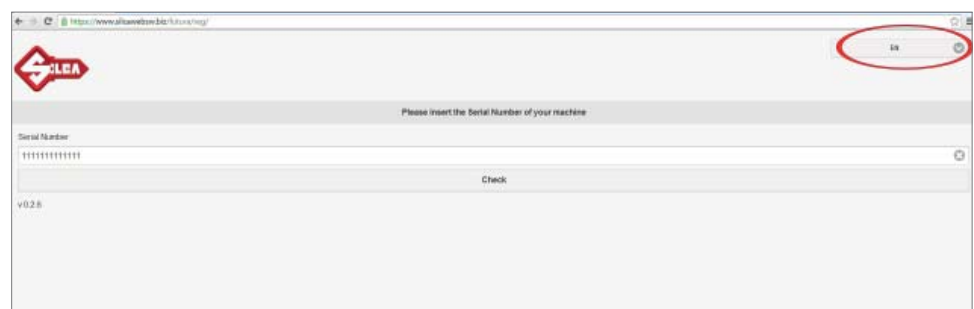 https://www.silcawebsw.biz/futura/reg/
SILCA
En
Please insert the Serial Number of your machine
Serial Number
1111111111111
Check
v 0.2.6